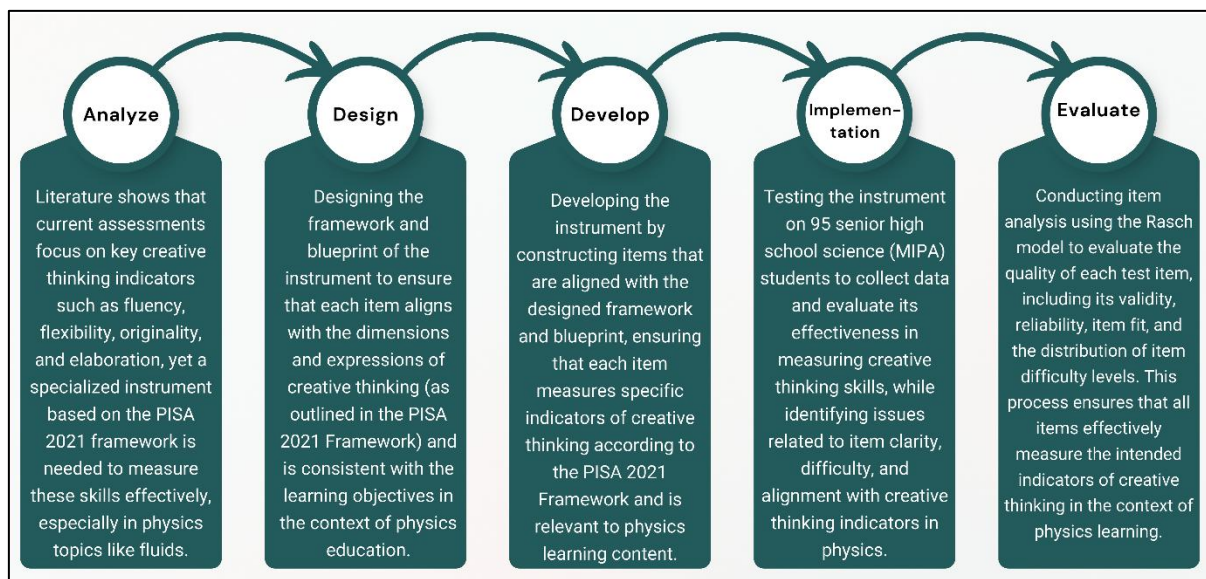 Analyze
Literature shows that
current assessments
focus on key creative
thinking indicators
such as fluency,
flexibility, originality,
and elaboration, yet a
specialized instrument
based on the PISA
2021 framework is
needed to measure
these skills effectively,
especially in physics
topics like fluids.
Design
Designing the
framework and
blueprint of the
instrument to ensure
that each item aligns
with the dimensions
and expressions of
creative thinking (as
outlined in the PISA
2021 Framework) and
is consistent with the
learning objectives in
the context of physics
education.
Develop
Developing the
instrument by
constructing items that
are aligned with the
designed framework
and blueprint, ensuring
that each item
measures specific
indicators of creative
thinking according to
the PISA 2021
Framework and is
relevant to physics
learning content.
Implemen-
tation
Testing the instrument
on 95 senior high
school science (MIPA)
students to collect data
and evaluate its
effectiveness in
measuring creative
thinking skills, while
identifying issues
related to item clarity,
difficulty, and
alignment with creative
thinking indicators in
physics.
Evaluate
Conducting item
analysis using the Rasch
model to evaluate the
quality of each test item,
including its validity,
reliability, item fit, and
the distribution of item
difficulty levels. This
process ensures that all
items effectively
measure the intended
indicators of creative
thinking in the context of
physics learning.